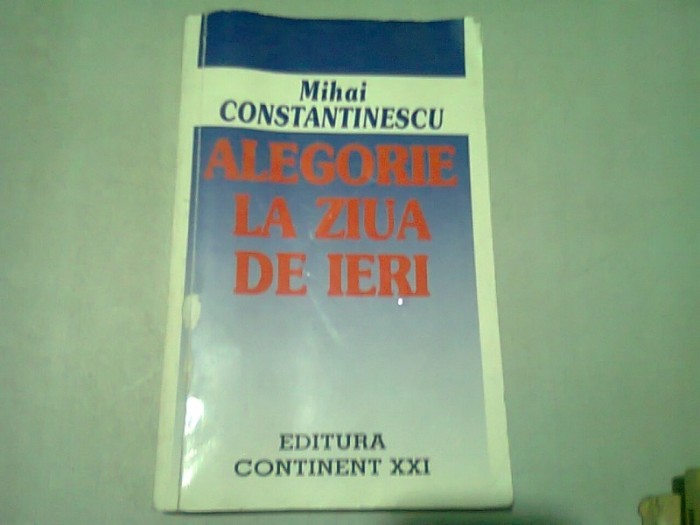 Mihai
CONSTANTINESCU
ALEGORIE
LA ZIUA
DE IERI
EDITURA
CONTINENT XXI